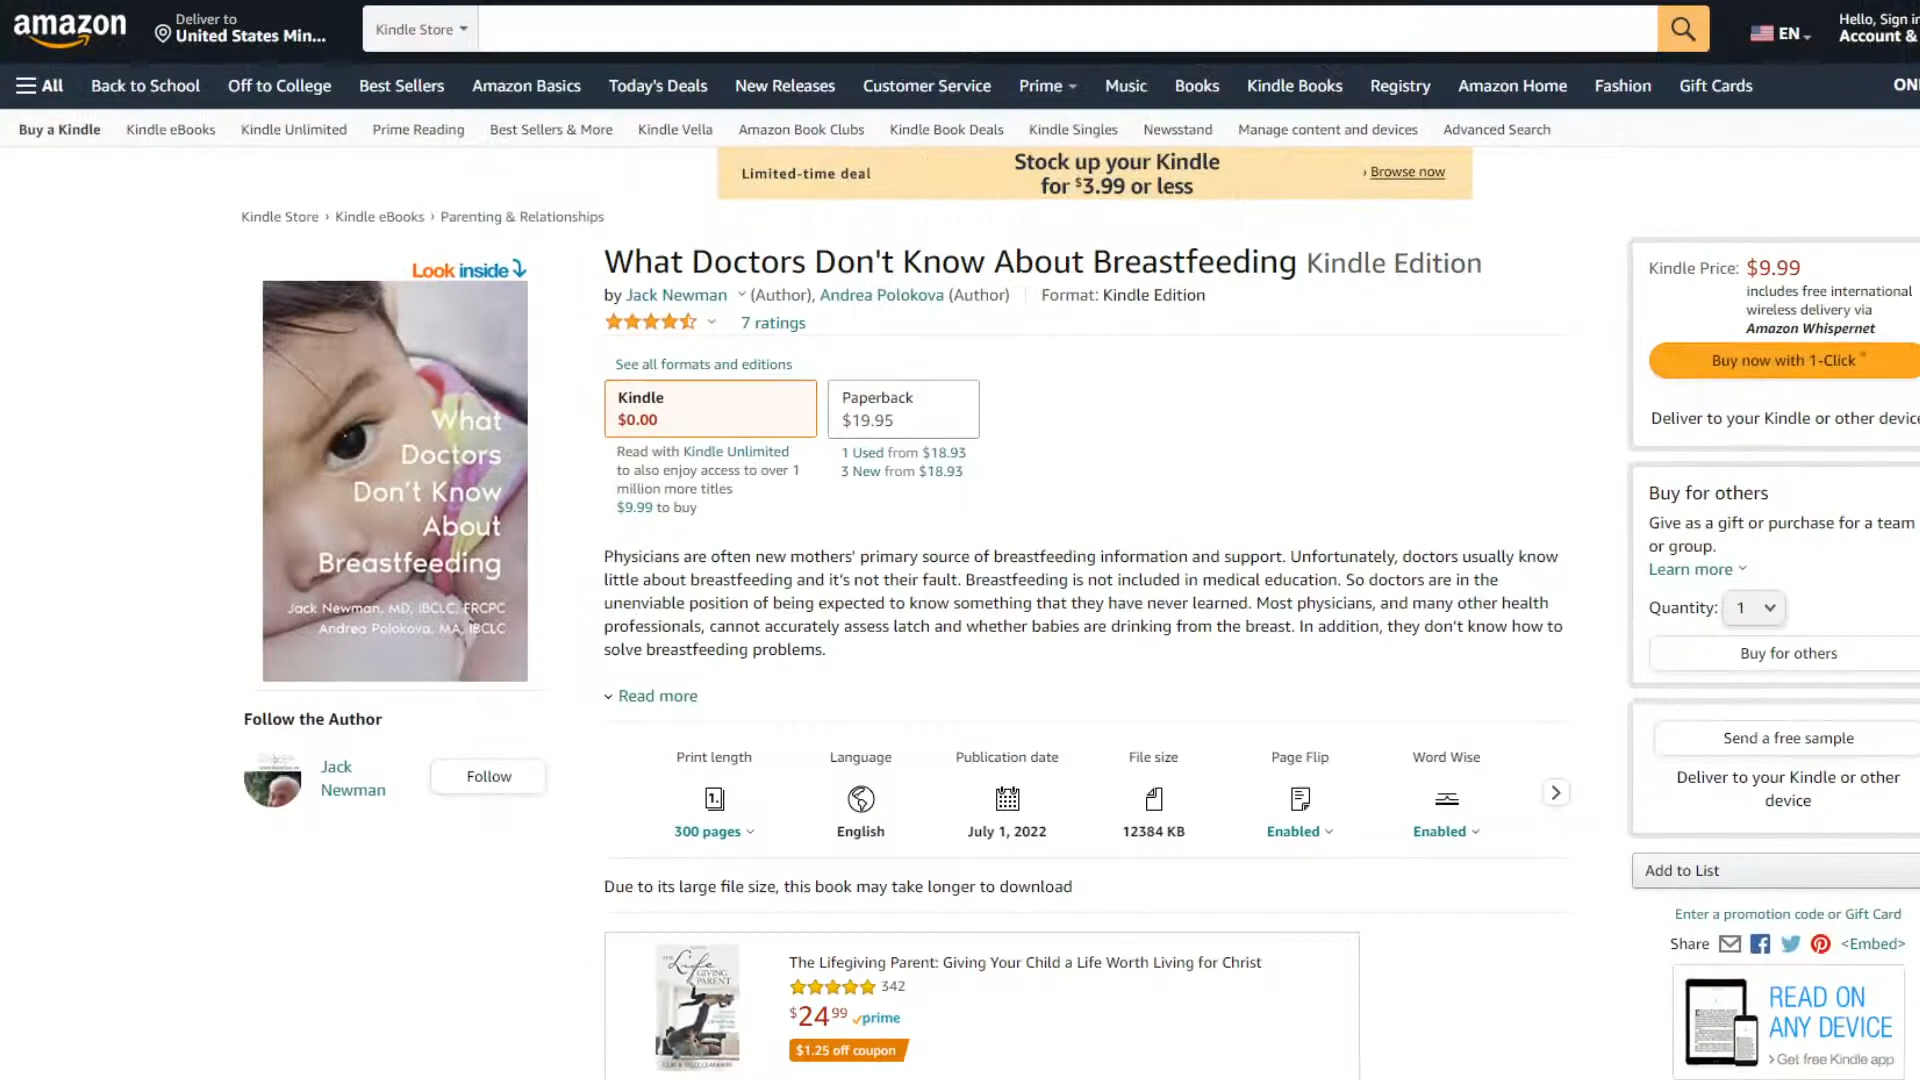 amazon
Deliver to
United States Min...
Kindle Store
EN
Hello, Sign in
Account &
All
Back to School
Off to College
Best Sellers
Amazon Basics
Today's Deals
New Releases
Customer Service
Prime
Music
Books
Kindle Books
Registry
Amazon Home
Fashion
Gift Cards
Buy a Kindle
Kindle eBooks
Kindle Unlimited
Prime Reading
Best Sellers & More
Kindle Vella
Amazon Book Clubs
Kindle Book Deals
Kindle Singles
Newsstand
Manage content and devices
Advanced Search
Limited-time deal
Stock up your Kindle
for $3.99 or less
› Browse now
Kindle Store › Kindle eBooks › Parenting & Relationships
Look inside
What
Doctors
Don't Know
About
Breastfeeding
Jack Newman, MD, IBCLC, FRCPC
Andrea Polokova, MA, IBCLC
Follow the Author
Jack
Newman
Follow
What Doctors Don't Know About Breastfeeding Kindle Edition
by Jack Newman (Author), Andrea Polokova (Author) Format: Kindle Edition
7 ratings
See all formats and editions
Kindle
$0.00
Read with Kindle Unlimited
to also enjoy access to over 1
million more titles
$9.99 to buy
Paperback
$19.95
1 Used from $18.93
3 New from $18.93
Physicians are often new mothers' primary source of breastfeeding information and support. Unfortunately, doctors usually know
little about breastfeeding and it's not their fault. Breastfeeding is not included in medical education. So doctors are in the
unenviable position of being expected to know something that they have never learned. Most physicians, and many other health
professionals, cannot accurately assess latch and whether babies are drinking from the breast. In addition, they don't know how to
solve breastfeeding problems.
Read more
Print length
1.
300 pages
Language
English
Publication date
July 1, 2022
File size
12384 KB
Page Flip
Enabled
Word Wise
Enabled
Due to its large file size, this book may take longer to download
Life
GIVING
PARENT
The Lifegiving Parent: Giving Your Child a Life Worth Living for Christ
342
$24 99 prime
$1.25 off coupon
Kindle Price: $9.99
includes free international
wireless delivery via
Amazon Whispernet
Buy now with 1-Click ®
Deliver to your Kindle or other device
Buy for others
Give as a gift or purchase for a team
or group.
Learn more
Quantity: 1
Buy for others
Send a free sample
Deliver to your Kindle or other
device
Add to List
Enter a promotion code or Gift Card
Share <Embed>
READ ON
ANY DEVICE
› Get free Kindle app